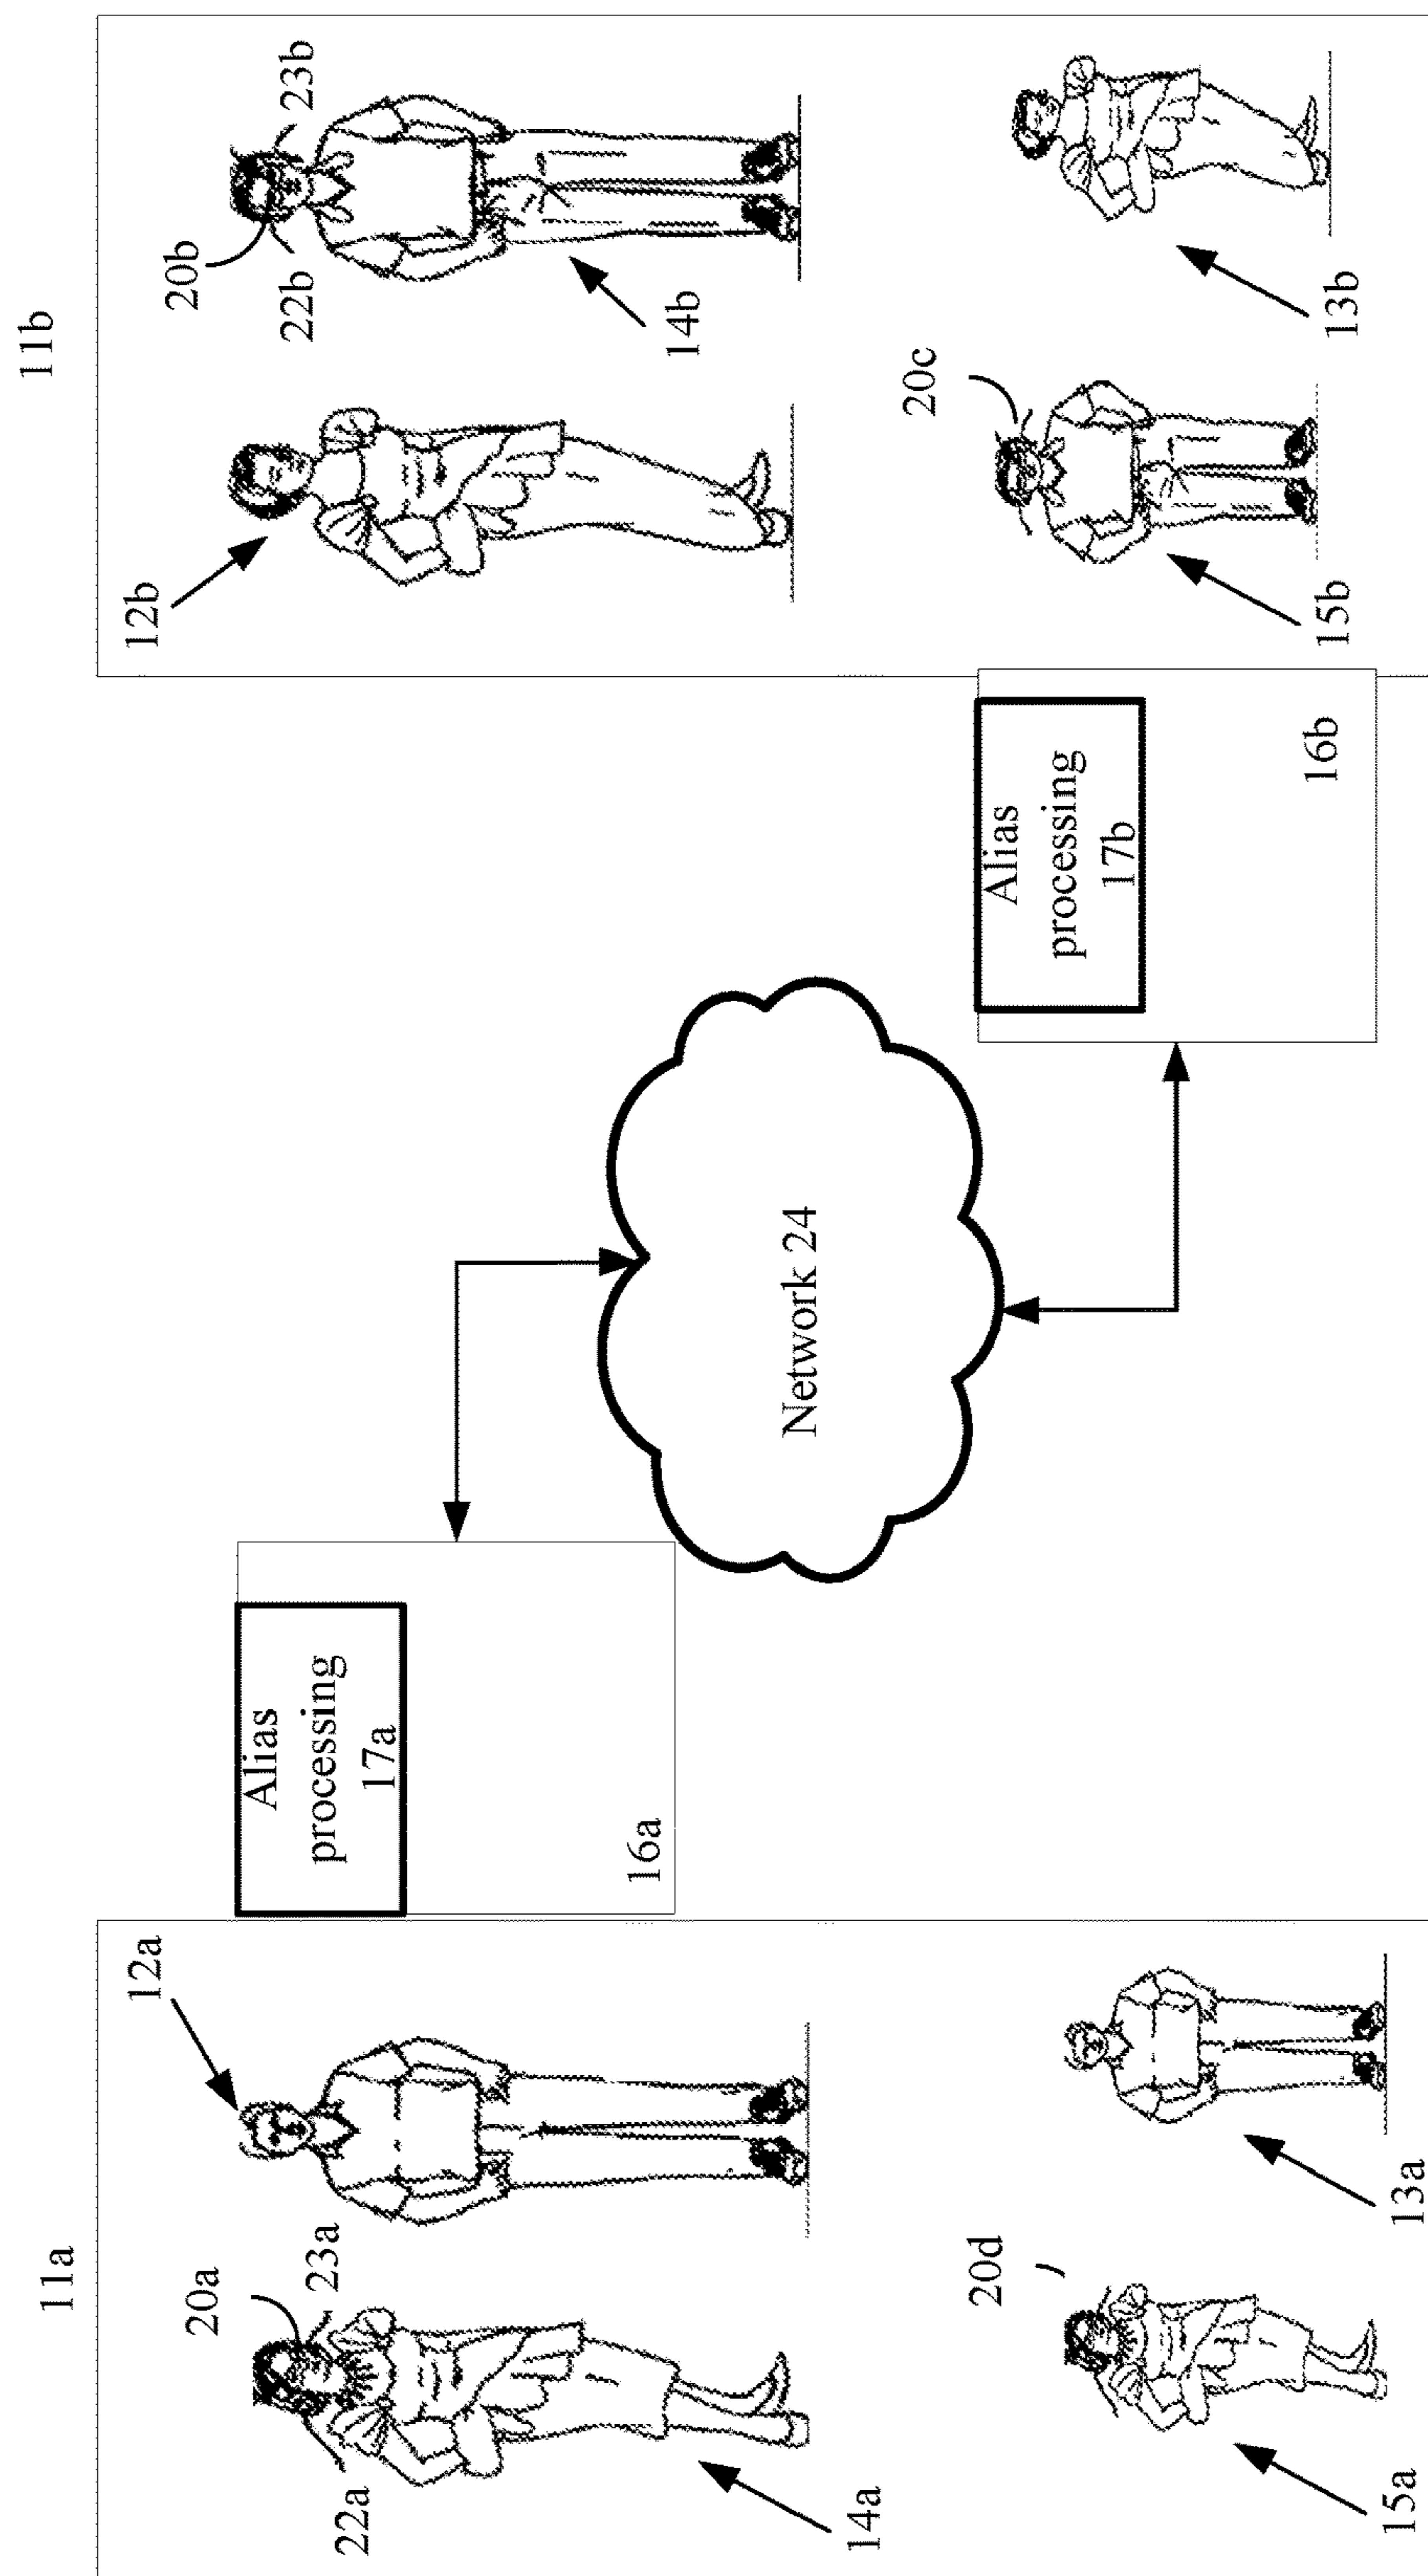 11a
11b
20a
23a
22a
14a
12a
20d
15a
13a
Alias
processing
17a
16a
Network 24
Alias
processing
17b
16b
12b
20b
22b
23b
14b
20c
15b
13b